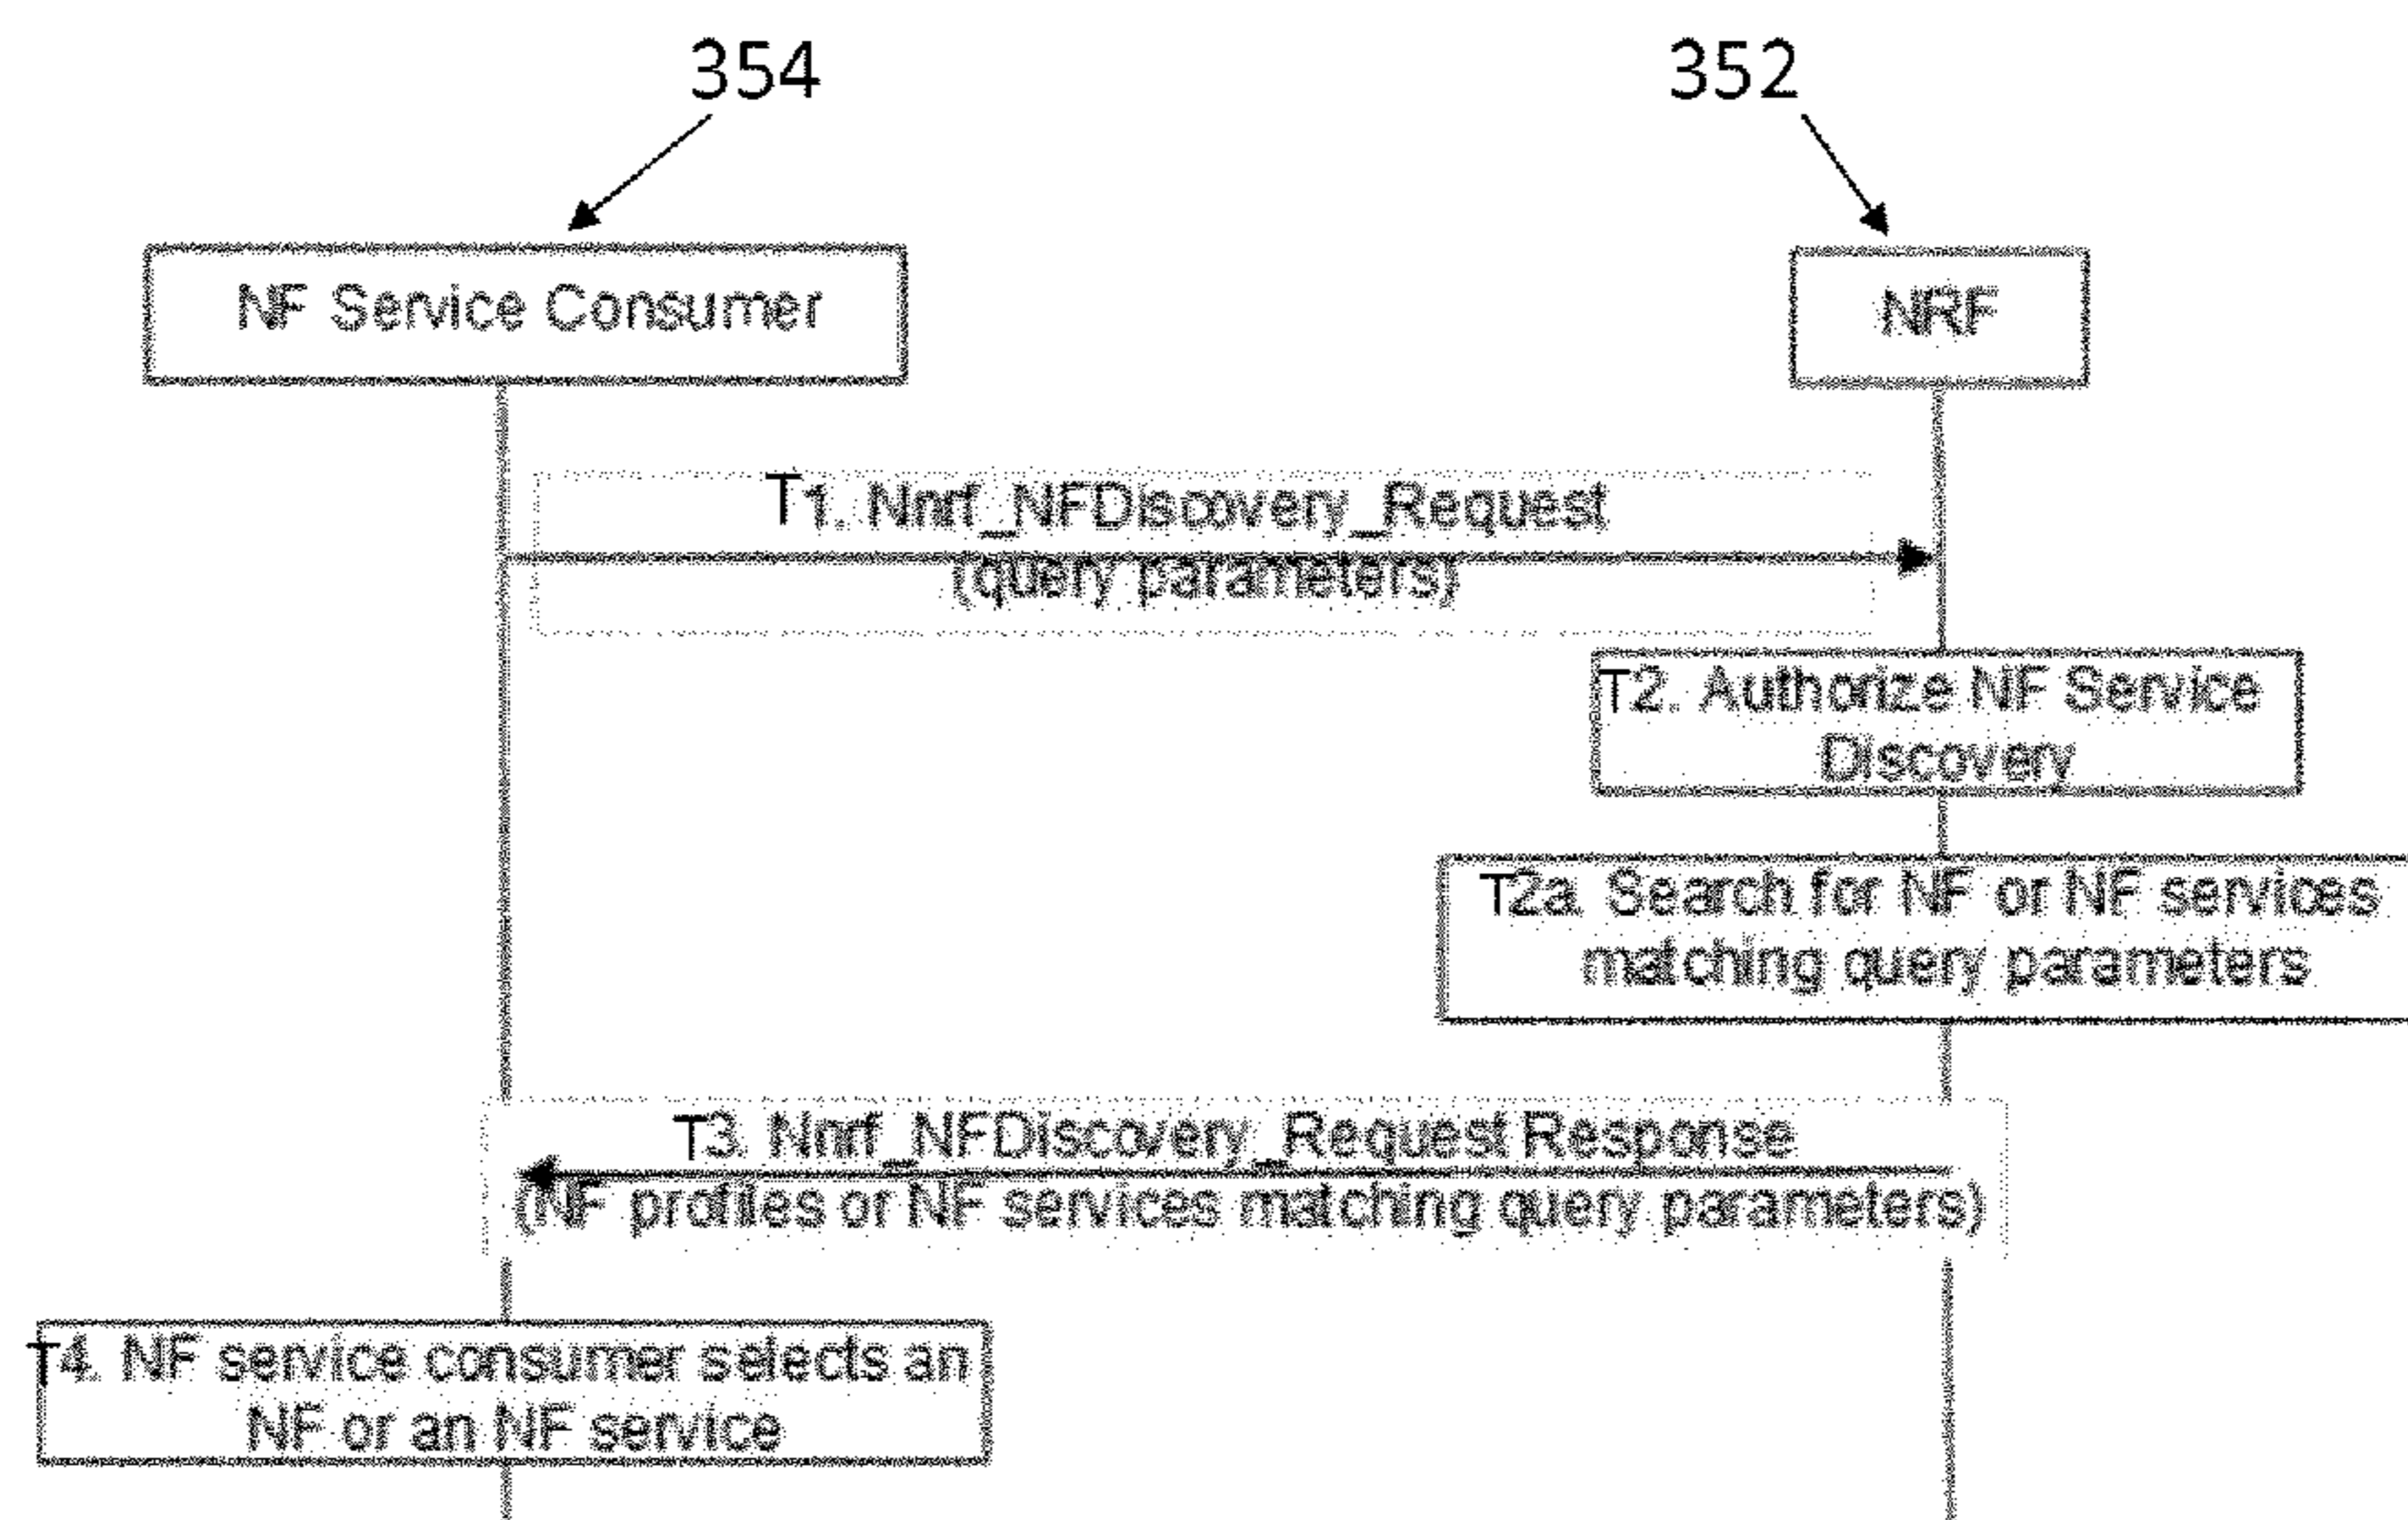 354
352
NF Service Consumer
NRF
T1. Nnrf_NFDiscovery_Request
(query parameters)
T2. Authorize NF Service
Discovery
T2a. Search for NF or NF services
matching query parameters
T3. Nnrf_NFDiscovery_Request Response
(NF profiles or NF services matching query parameters)
T4. NF service consumer selects an
NF or an NF service